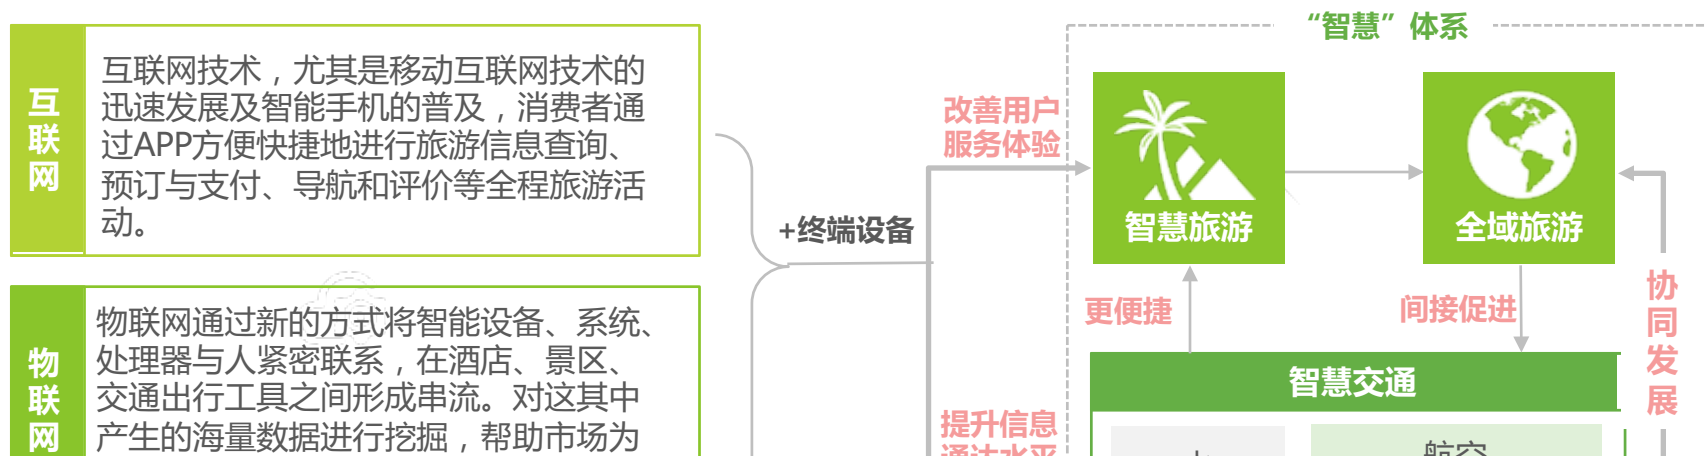 “智慧”体系
互联网
互联网技术，尤其是移动互联网技术的
迅速发展及智能手机的普及，消费者通
过APP方便快捷地进行旅游信息查询、
预订与支付、导航和评价等全程旅游活
动。
物联网
物联网通过新的方式将智能设备、系统、
处理器与人紧密联系，在酒店、景区、
交通出行工具之间形成串流。对这其中
产生的海量数据进行挖掘，帮助市场为
+终端设备
改善用户
服务体验
提升信息
通达水平
智慧旅游
全域旅游
更便捷
间接促进
协同发展
智慧交通
航空